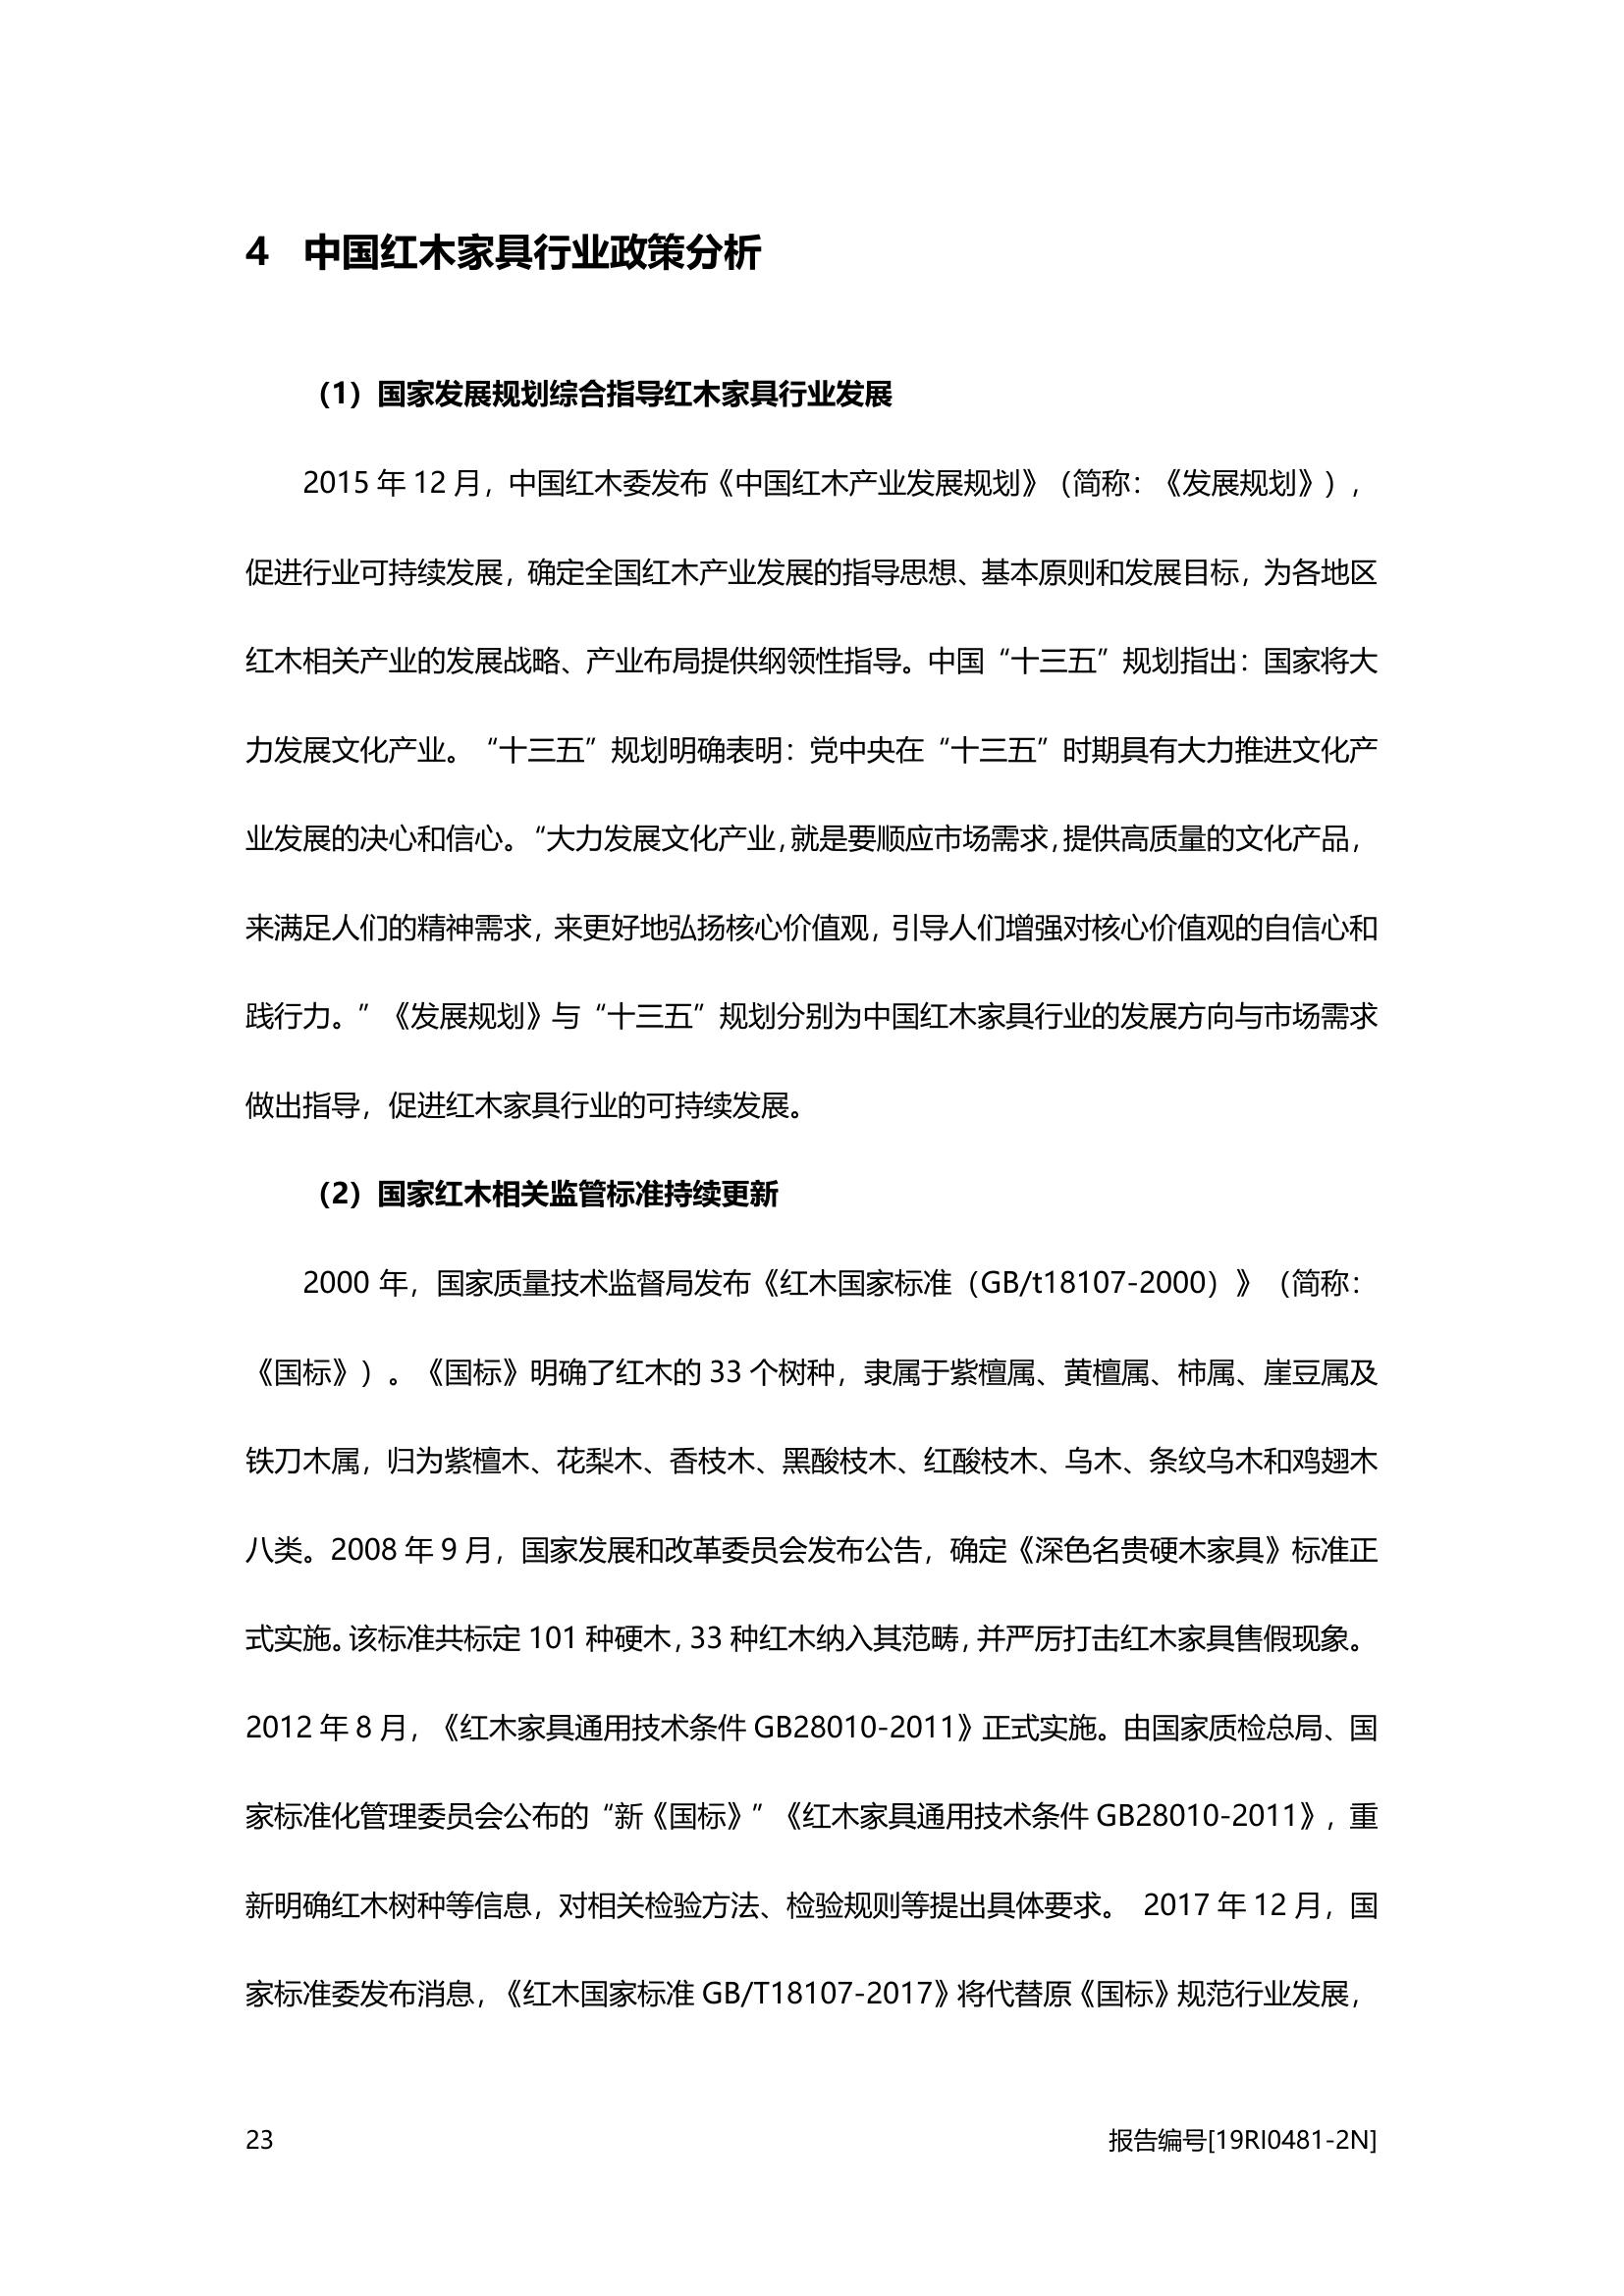 4 中国红木家具行业政策分析
（1）国家发展规划综合指导红木家具行业发展
2015 年 12 月，中国红木委发布《中国红木产业发展规划》（简称：《发展规划》），
促进行业可持续发展，确定全国红木产业发展的指导思想、基本原则和发展目标，为各地区
红木相关产业的发展战略、产业布局提供纲领性指导。中国“十三五”规划指出：国家将大
力发展文化产业。“十三五”规划明确表明：党中央在“十三五”时期具有大力推进文化产
业发展的决心和信心。“大力发展文化产业，就是要顺应市场需求，提供高质量的文化产品，
来满足人们的精神需求，来更好地弘扬核心价值观，引导人们增强对核心价值观的自信心和
践行力。”《发展规划》与“十三五”规划分别为中国红木家具行业的发展方向与市场需求
做出指导，促进红木家具行业的可持续发展。
（2）国家红木相关监管标准持续更新
2000 年，国家质量技术监督局发布《红木国家标准（GB/t18107-2000）》（简称：
《国标》）。《国标》明确了红木的 33 个树种，隶属于紫檀属、黄檀属、柿属、崖豆属及
铁刀木属，归为紫檀木、花梨木、香枝木、黑酸枝木、红酸枝木、乌木、条纹乌木和鸡翅木
八类。2008 年 9 月，国家发展和改革委员会发布公告，确定《深色名贵硬木家具》标准正
式实施。该标准共标定 101 种硬木，33 种红木纳入其范畴，并严厉打击红木家具售假现象。
2012 年 8 月，《红木家具通用技术条件 GB28010-2011》正式实施。由国家质检总局、国
家标准化管理委员会公布的“新《国标》”《红木家具通用技术条件 GB28010-2011》，重
新明确红木树种等信息，对相关检验方法、检验规则等提出具体要求。 2017 年 12 月，国
家标准委发布消息，《红木国家标准 GB/T18107-2017》将代替原《国标》规范行业发展，
23 报告编号[19RI0481-2N]